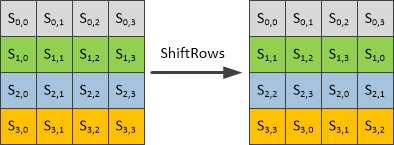 S0,0 S0,1 S0,2 S0,3
S1,0 S1,1 S1,2 S1,3
S2,0 S2,1 S2,2 S2,3
S3,0 S3,1 S3,2 S3,3
ShiftRows
S0,0 S0,1 S0,2 S0,3
S1,1 S1,2 S1,3 S1,0
S2,2 S2,3 S2,0 S2,1
S3,3 S3,0 S3,1 S3,2